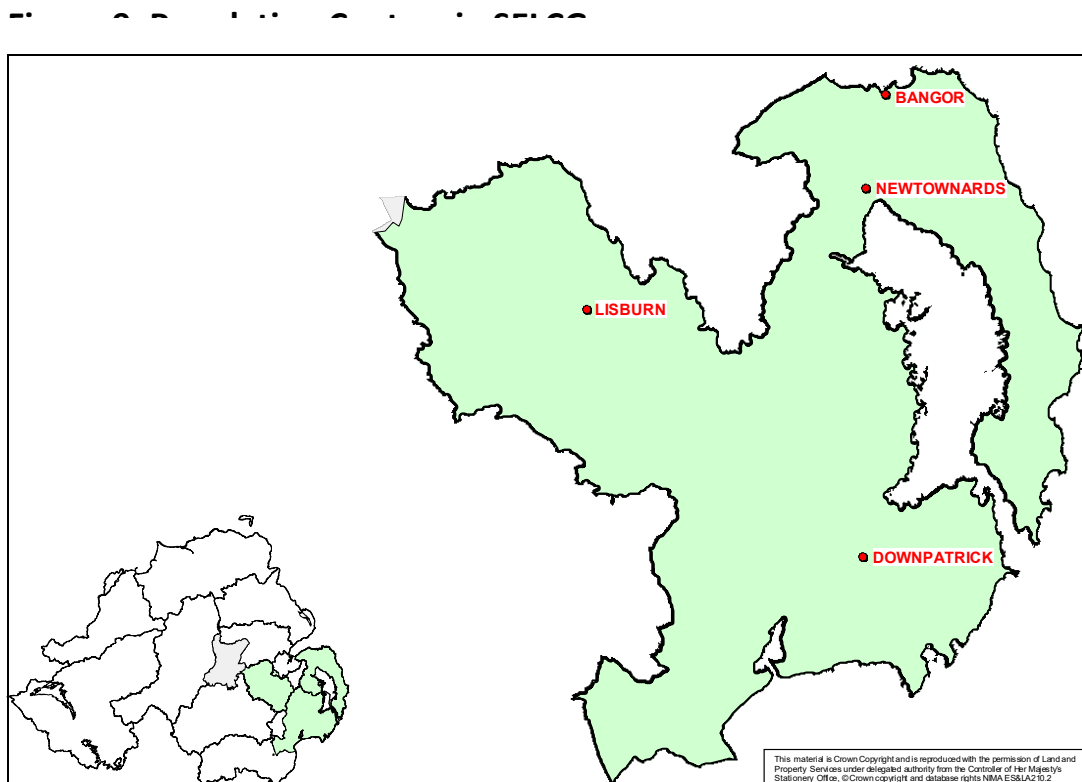 BANGOR
NEWTOWNARDS
LISBURN
DOWNPATRICK
This material is Crown Copyright and is reproduced with the permission of Land and
Property Services under delegated authority from the Controller of Her Majesty's
Stationery Office, © Crown copyright and database rights NIMA ES&LA210.2